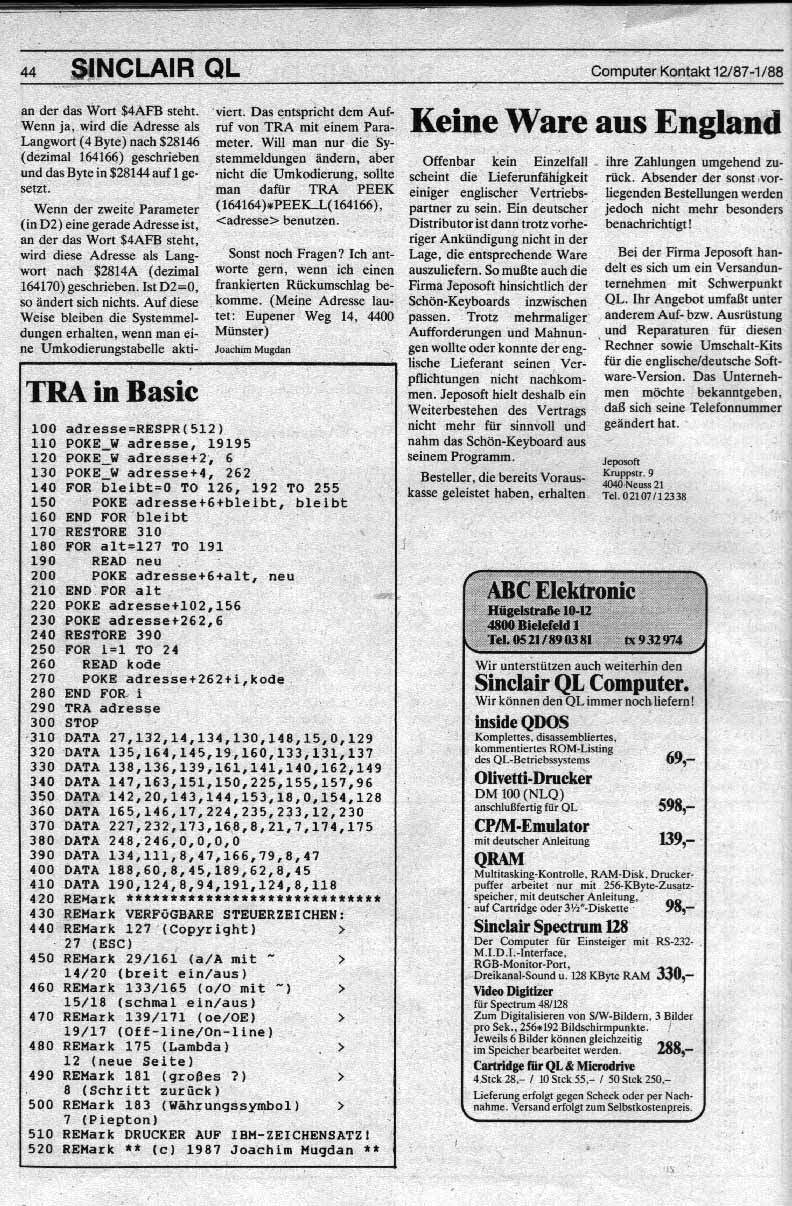 44 SINCLAIR QL
Computer Kontakt 12/87-1/88
an der das Wort $4AFB steht.
Wenn ja, wird die Adresse als
Langwort (4 Byte) nach $28146
(dezimal 164166) geschrieben
und das Byte in $28144 auf 1 ge-
setzt.
Wenn der zweite Parameter
(in D2) eine gerade Adresse ist,
an der das Wort $4AFB steht,
wird diese Adresse als Lang-
wort nach $2814A (dezimal
164170) geschrieben. Ist D2=0,
so ändert sich nichts. Auf diese
Weise bleiben die Systemmel-
dungen erhalten, wenn man ei-
ne Umkodierungstabelle akti-
viert. Das entspricht dem Auf-
ruf von TRA mit einem Para-
meter. Will man nur die Sy-
stemmeldungen ändern, aber
nicht die Umkodierung, sollte
man dafür TRA PEEK
(164164)*PEEK_L(164166),
<adresse> benutzen.
Sonst noch Fragen? Ich ant-
worte gern, wenn ich einen
frankierten Rückumschlag be-
komme. (Meine Adresse lau-
tet: Eupener Weg 14, 4400
Münster)
Joachim Mugdan
TRA in Basic
100 adresse=RESPR(512)
110 POKE_W adresse, 19195
120 POKE_W adresse+2, 6
130 POKE_W adresse+4, 262
140 FOR bleibt=0 TO 126, 192 TO 255
150 POKE adresse+6+bleibt, bleibt
160 END FOR bleibt
170 RESTORE 310
180 FOR alt=127 TO 191
190 READ neu
200 POKE adresse+6+alt, neu
210 END FOR alt
220 POKE adresse+102,156
230 POKE adresse+262,6
240 RESTORE 390
250 FOR i=1 TO 24
260 READ kode
270 POKE adresse+262+i,kode
280 END FOR i
290 TRA adresse
300 STOP
310 DATA 27,132,14,134,130,148,15,0,129
320 DATA 135,164,145,19,160,133,131,137
330 DATA 138,136,139,161,141,140,162,149
340 DATA 147,163,151,150,225,155,157,96
350 DATA 142,20,143,144,153,18,0,154,128
360 DATA 165,146,17,224,235,233,12,230
370 DATA 227,232,173,168,8,21,7,174,175
380 DATA 248,246,0,0,0,0
390 DATA 134,111,8,47,166,79,8,47
400 DATA 188,60,8,45,189,62,8,45
410 DATA 190,124,8,94,191,124,8,118
420 REMark *****************************
430 REMark VERFÜGBARE STEUERZEICHEN:
440 REMark 127 (Copyright) >
27 (ESC)
450 REMark 29/161 (a/A mit ~ >
14/20 (breit ein/aus)
460 REMark 133/165 (o/O mit ~) >
15/18 (schmal ein/aus)
470 REMark 139/171 (oe/OE) >
19/17 (Off-line/On-line)
480 REMark 175 (Lambda) >
12 (neue Seite)
490 REMark 181 (großes ?) >
8 (Schritt zurück)
500 REMark 183 (Währungssymbol) >
7 (Piepton)
510 REMark DRUCKER AUF IBM-ZEICHENSATZ!
520 REMark ** (c) 1987 Joachim Mugdan **
Keine Ware aus England
Offenbar kein Einzelfall
scheint die Lieferunfähigkeit
einiger englischer Vertriebs-
partner zu sein. Ein deutscher
Distributor ist dann trotz vorhe-
riger Ankündigung nicht in der
Lage, die entsprechende Ware
auszuliefern. So mußte auch die
Firma Jeposoft hinsichtlich der
Schön-Keyboards inzwischen
passen. Trotz mehrmaliger
Aufforderungen und Mahnun-
gen wollte oder konnte der eng-
lische Lieferant seinen Ver-
pflichtungen nicht nachkom-
men. Jeposoft hielt deshalb ein
Weiterbestehen des Vertrags
nicht mehr für sinnvoll und
nahm das Schön-Keyboard aus
seinem Programm.
Besteller, die bereits Voraus-
kasse geleistet haben, erhalten
ihre Zahlungen umgehend zu-
rück. Absender der sonst vor-
liegenden Bestellungen werden
jedoch nicht mehr besonders
benachrichtigt!
Bei der Firma Jeposoft han-
delt es sich um ein Versandun-
ternehmen mit Schwerpunkt
QL. Ihr Angebot umfaßt unter
anderem Auf- bzw. Ausrüstung
und Reparaturen für diesen
Rechner sowie Umschalt-Kits
für die englische/deutsche Soft-
ware-Version. Das Unterneh-
men möchte bekanntgeben,
daß sich seine Telefonnummer
geändert hat.
Jeposoft
Kruppstr. 9
4040 Neuss 21
Tel. 0 21 07/1 23 38
ABC Elektronic
Hügelstraße 10-12
4800 Bielefeld 1
Tel. 05 21/89 03 81 tx 9 32 974
Wir unterstützen auch weiterhin den
Sinclair QL Computer.
Wir können den QL immer noch liefern!
inside QDOS
Komplettes, disassembliertes,
kommentiertes ROM-Listing
des QL-Betriebssystems 69,–
Olivetti-Drucker
DM 100 (NLQ)
anschlußfertig für QL 598,–
CP/M-Emulator
mit deutscher Anleitung 139,–
QRAM
Multitasking-Kontrolle, RAM-Disk, Drucker-
puffer arbeitet nur mit 256-KByte-Zusatz-
speicher, mit deutscher Anleitung,
auf Cartridge oder 3½"-Diskette 98,–
Sinclair Spectrum 128
Der Computer für Einsteiger mit RS-232-
M.I.D.I.-Interface,
RGB-Monitor-Port,
Dreikanal-Sound u. 128 KByte RAM 330,–
Video Digitizer
für Spectrum 48/128
Zum Digitalisieren von S/W-Bildern, 3 Bilder
pro Sek., 256*192 Bildschirmpunkte.
Jeweils 6 Bilder können gleichzeitig
im Speicher bearbeitet werden. 288,–
Cartridge für QL & Microdrive
4 Stck 28,– / 10 Stck 55,– / 50 Stck 250,–
Lieferung erfolgt gegen Scheck oder per Nach-
nahme. Versand erfolgt zum Selbstkostenpreis.